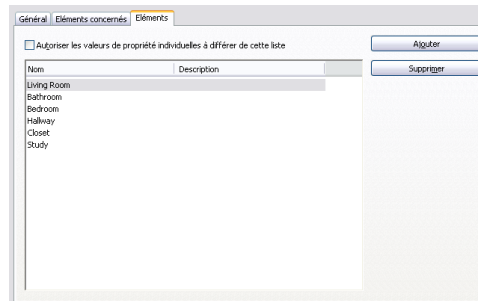 Général Eléments concernés Eléments
Autoriser les valeurs de propriété individuelles à différer de cette liste
Ajouter
Supprimer
Nom Description
Living Room
Bathroom
Bedroom
Hallway
Closet
Study